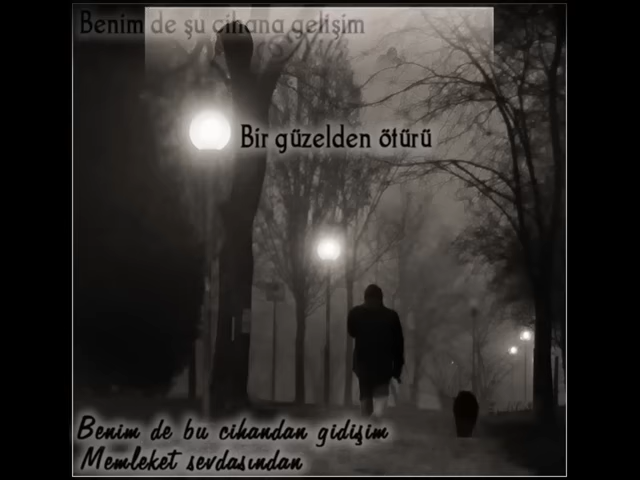 Benim de şu cihana gelişim
Bir güzelden ötürü
Benim de bu cihandan gidişim
Memleket sevdasından